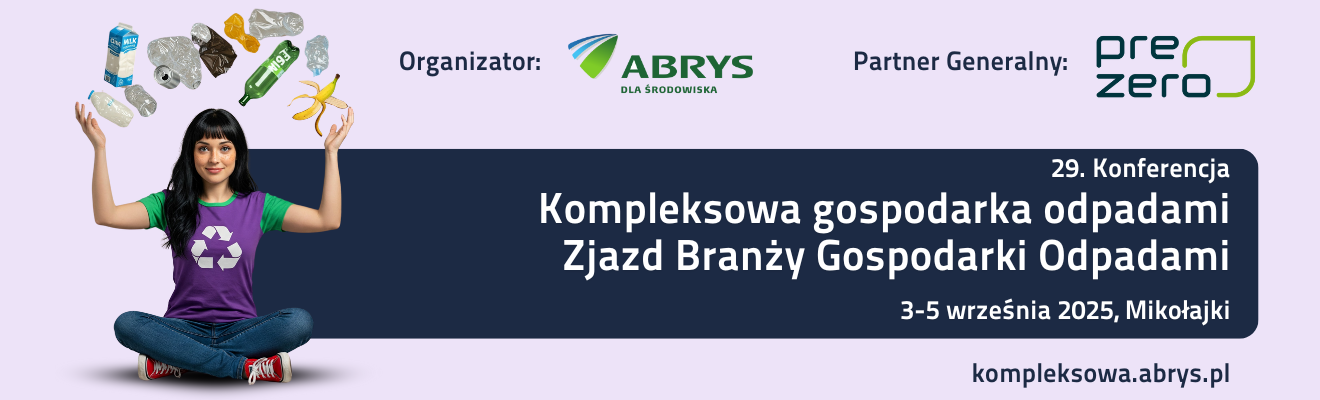 Organizator:
ABRYS
DLA ŚRODOWISKA
Partner Generalny:
pre
zero
29. Konferencja
Kompleksowa gospodarka odpadami
Zjazd Branży Gospodarki Odpadami
3-5 września 2025, Mikołajki
kompleksowa.abrys.pl
MILK